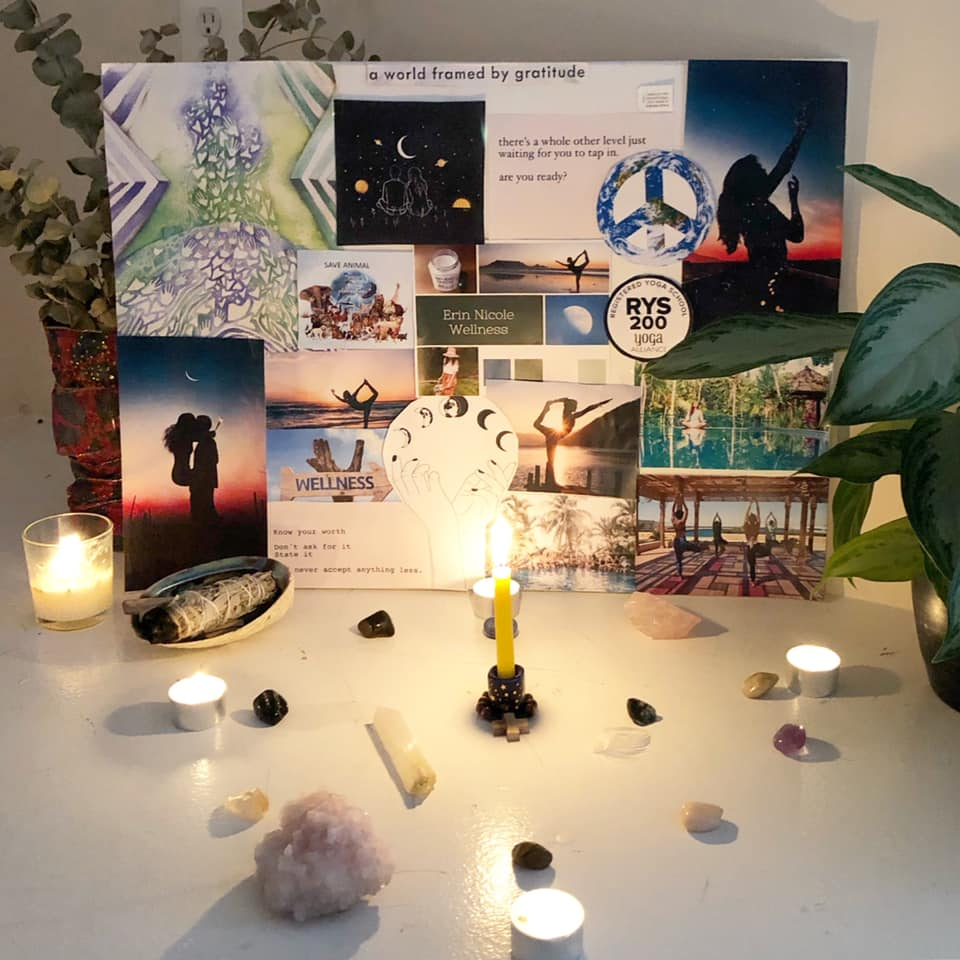 a world framed by gratitude
there's a whole other level just
waiting for you to tap in.
are you ready?
SAVE ANIMAL
Erin Nicole
Wellness
REGISTERED YOGA SCHOOL
RYS
200
yoga
ALLIANCE
WELLNESS
Know your worth
Don't ask for it
State it
never accept anything less.